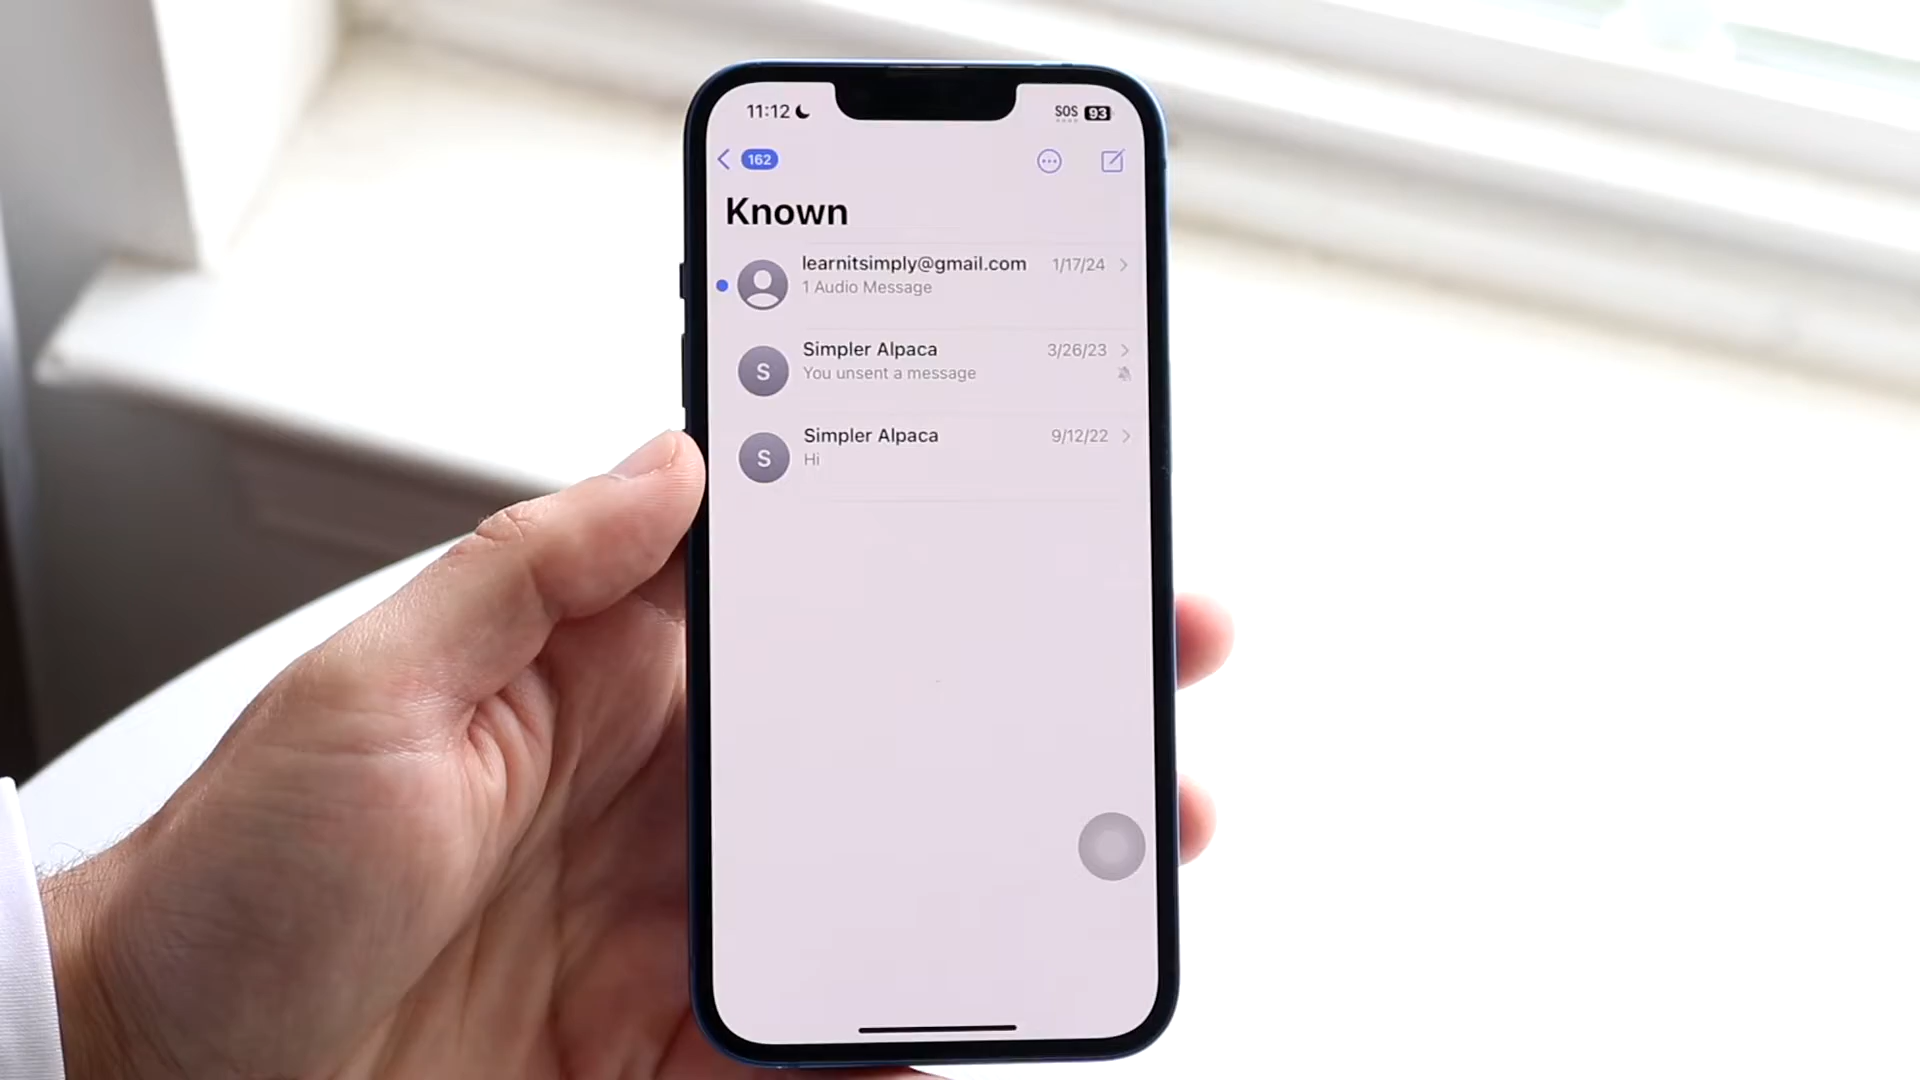 11:12
SOS 93
162
Known
learnitsimply@gmail.com 1/17/24
1 Audio Message
S
Simpler Alpaca 3/26/23
You unsent a message
S
Simpler Alpaca 9/12/22
Hi